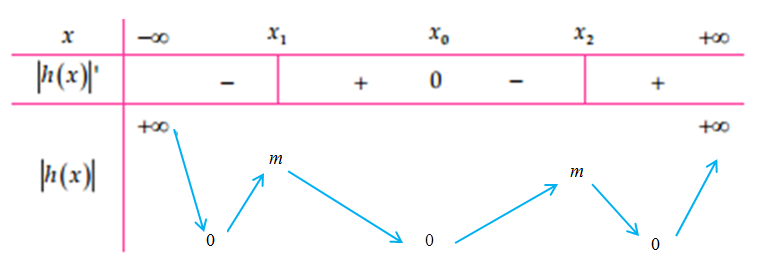 x −∞ x₁ x₀ x₂ +∞
|h(x)|' − + 0 − +
+∞ +∞
m m
|h(x)|
0 0 0